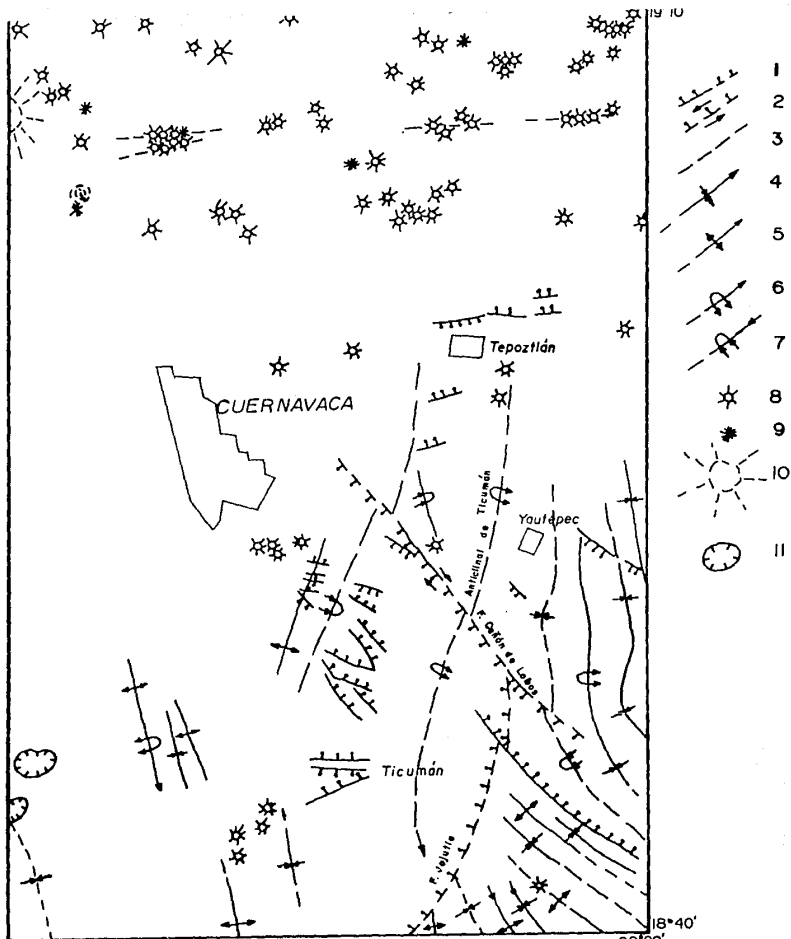 19°10'
1
2
3
4
5
6
7
8
9
10
11
Tepoztlán
CUERNAVACA
Anticlinal de Ticumán
Yautepec
F. Cañón de Lobos
Ticumán
F. Jojutla
18°40'